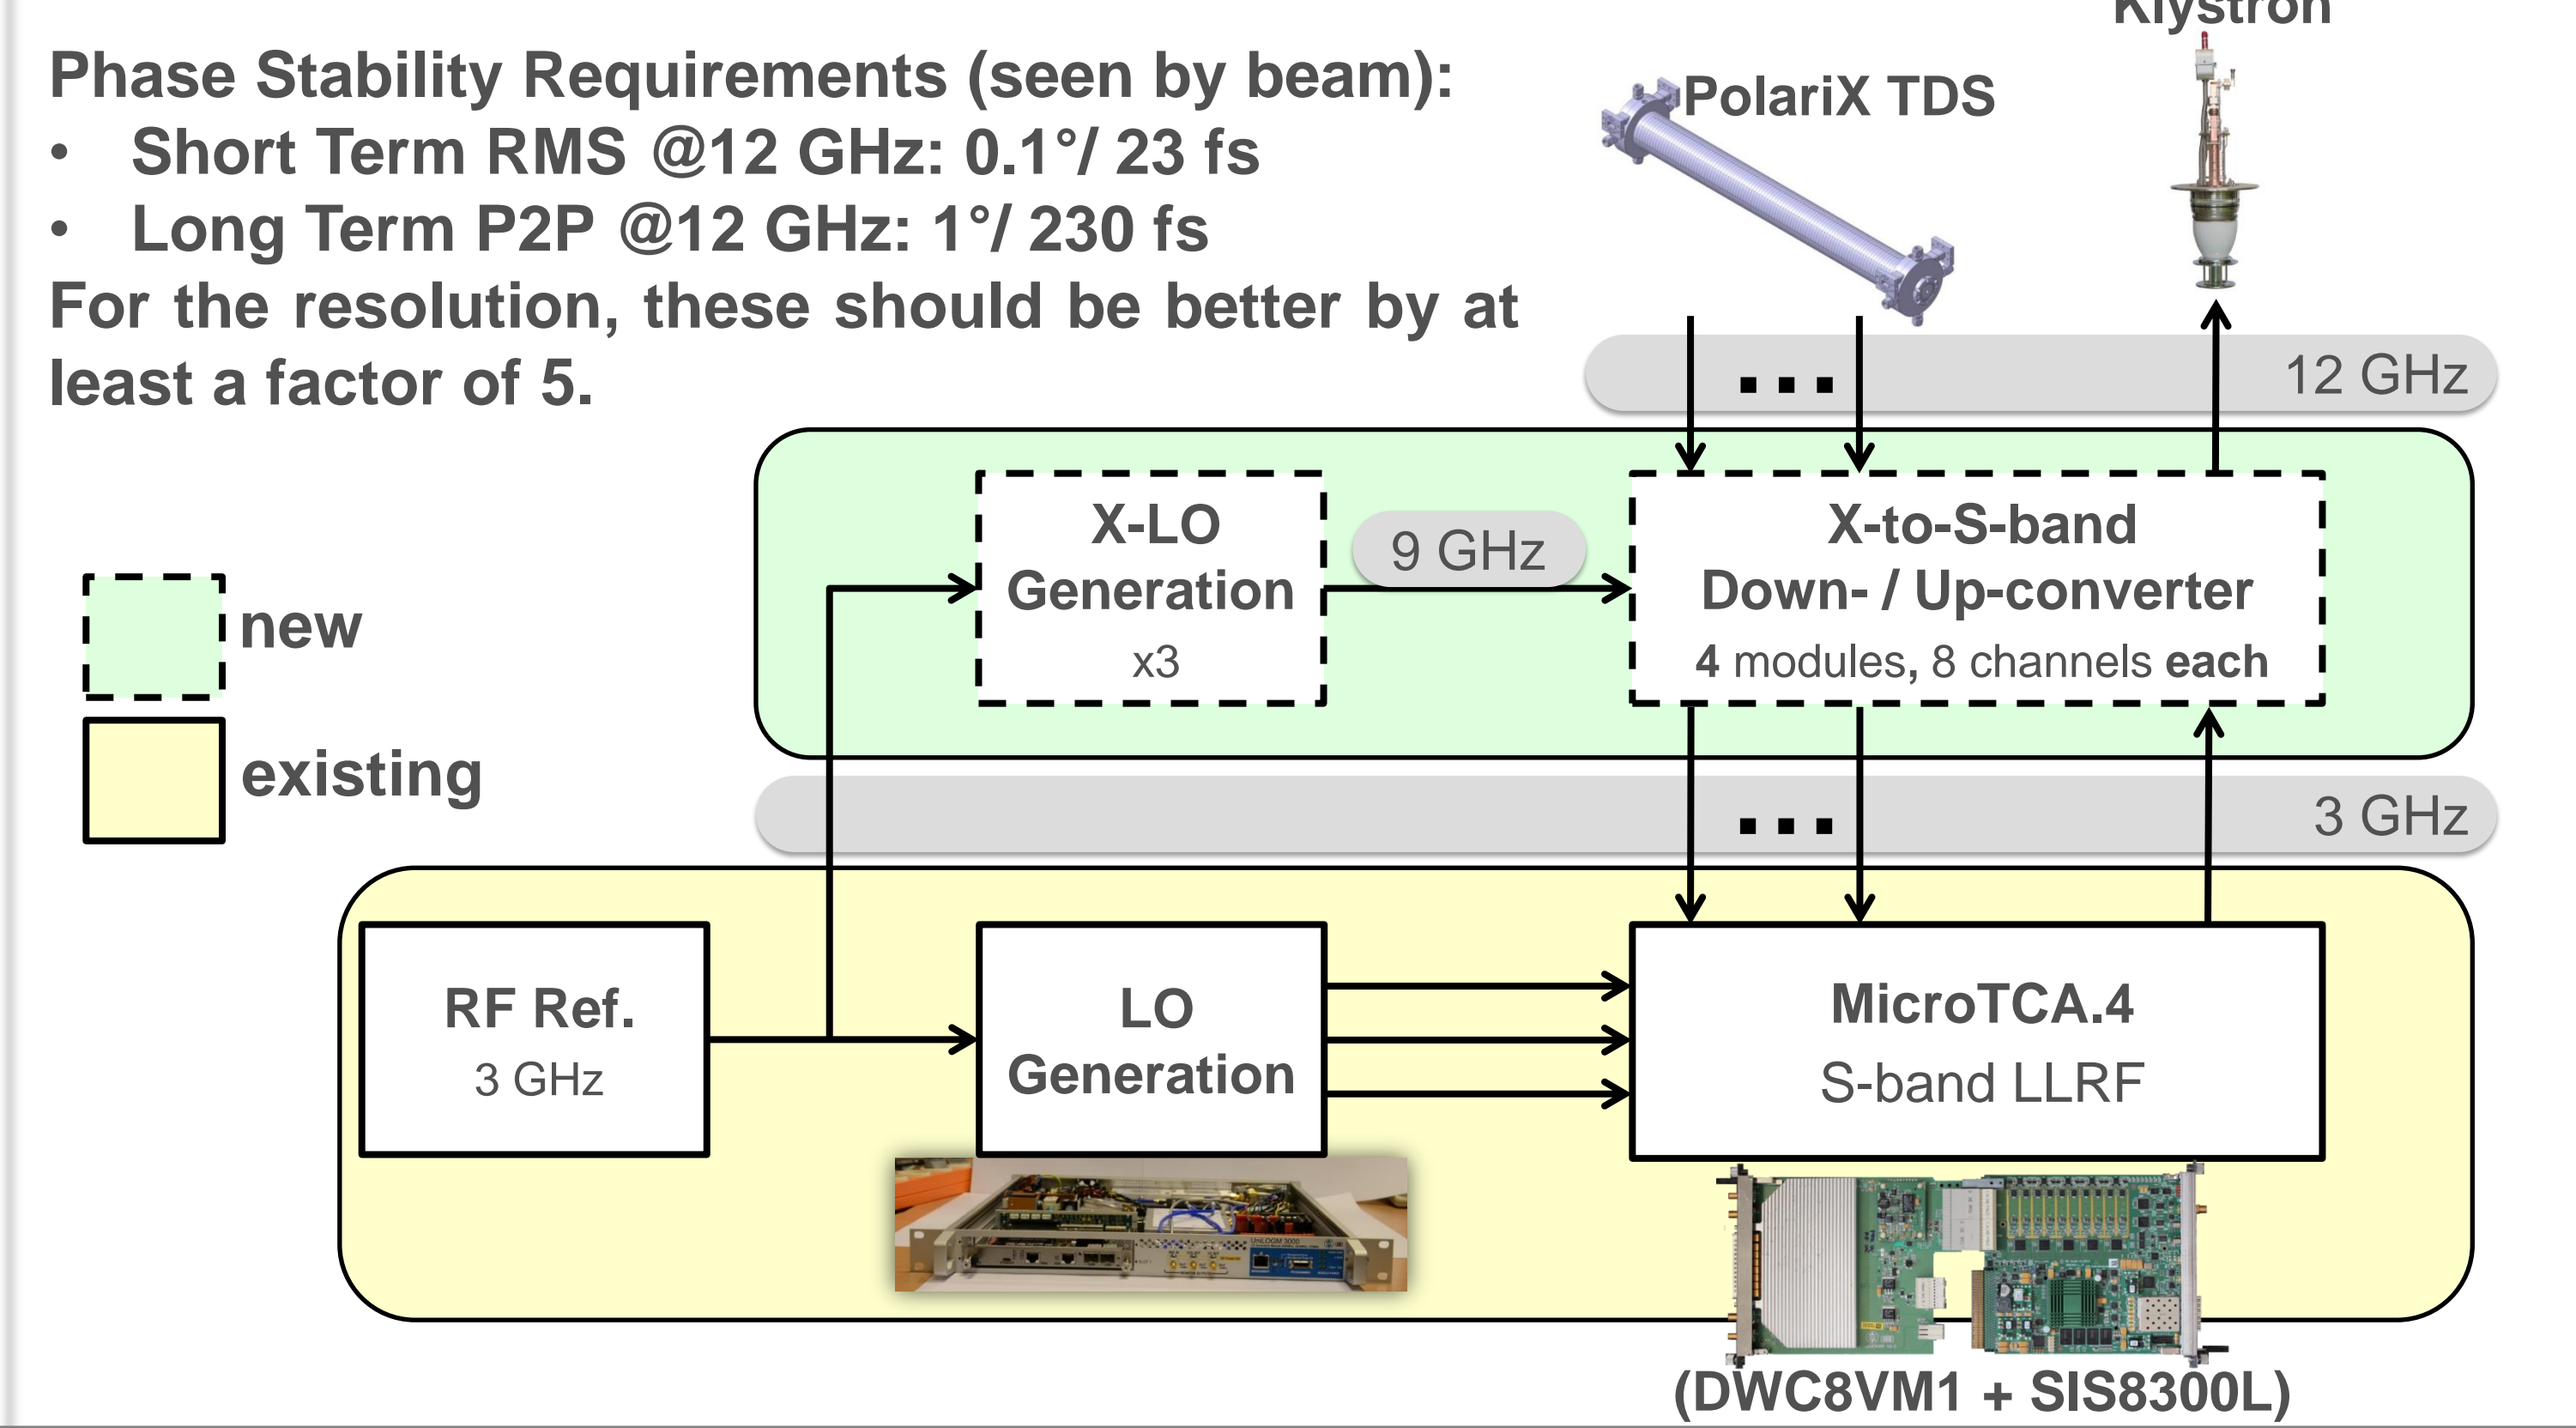 Klystron
Phase Stability Requirements (seen by beam):
• Short Term RMS @12 GHz: 0.1°/ 23 fs
• Long Term P2P @12 GHz: 1°/ 230 fs
For the resolution, these should be better by at
least a factor of 5.
PolariX TDS
...
12 GHz
X-LO
Generation
x3
9 GHz
X-to-S-band
Down- / Up-converter
4 modules, 8 channels each
new
existing
...
3 GHz
RF Ref.
3 GHz
LO
Generation
MicroTCA.4
S-band LLRF
UniLOGM 3000
(DWC8VM1 + SIS8300L)